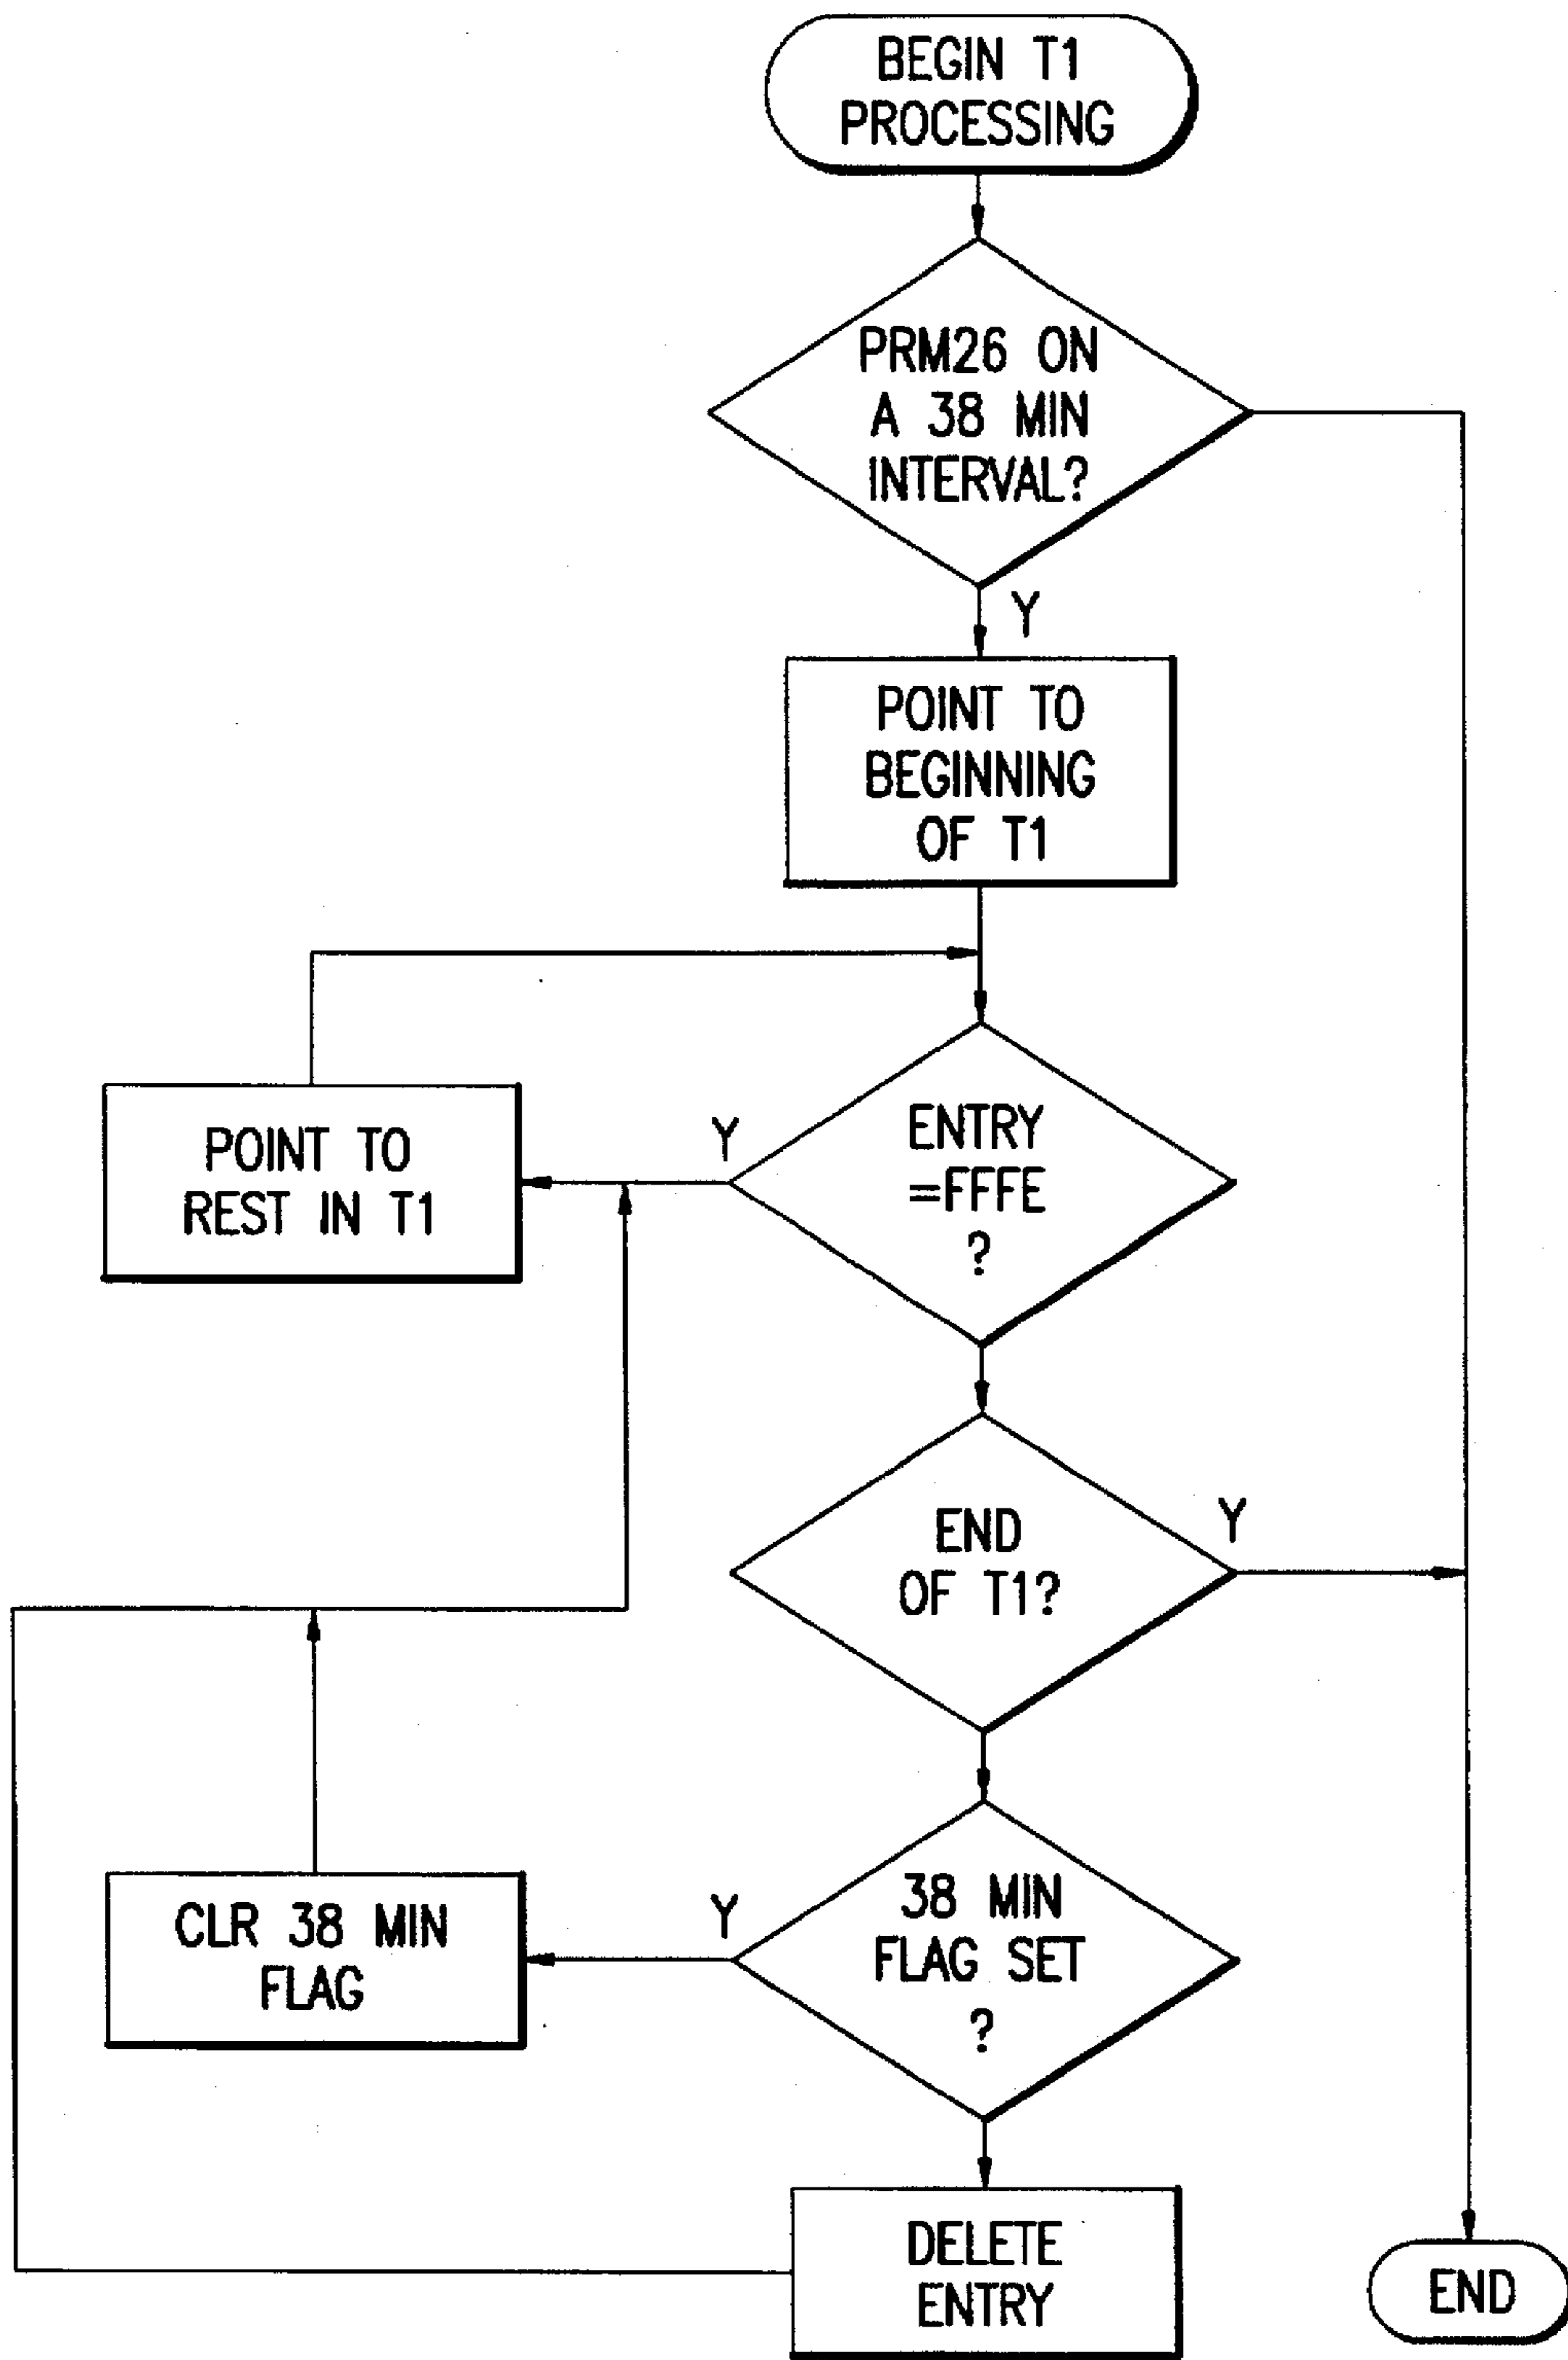 BEGIN T1
PROCESSING
PRM26 ON
A 38 MIN
INTERVAL?
Y
POINT TO
BEGINNING
OF T1
POINT TO
REST IN T1
Y
ENTRY
=FFFE
?
END
OF T1?
Y
CLR 38 MIN
FLAG
Y
38 MIN
FLAG SET
?
DELETE
ENTRY
END